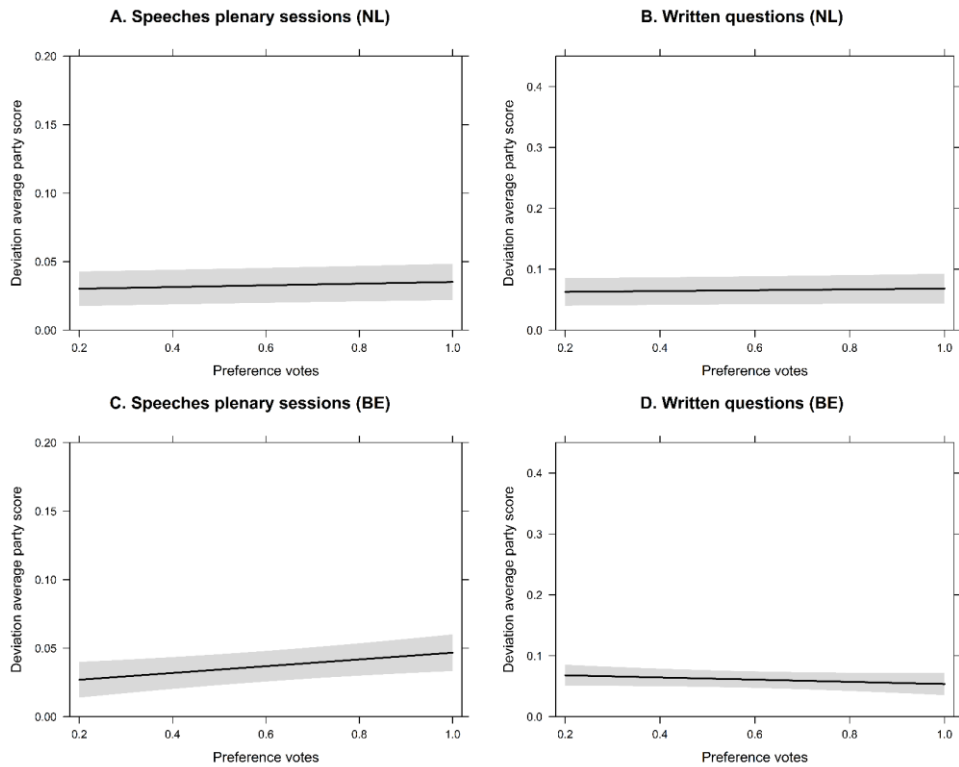 A. Speeches plenary sessions (NL)
Deviation average party score
0.20
0.15
0.10
0.05
0.00
0.2 0.4 0.6 0.8 1.0
Preference votes
B. Written questions (NL)
Deviation average party score
0.4
0.3
0.2
0.1
0.0
0.2 0.4 0.6 0.8 1.0
Preference votes
C. Speeches plenary sessions (BE)
Deviation average party score
0.20
0.15
0.10
0.05
0.00
0.2 0.4 0.6 0.8 1.0
Preference votes
D. Written questions (BE)
Deviation average party score
0.4
0.3
0.2
0.1
0.0
0.2 0.4 0.6 0.8 1.0
Preference votes